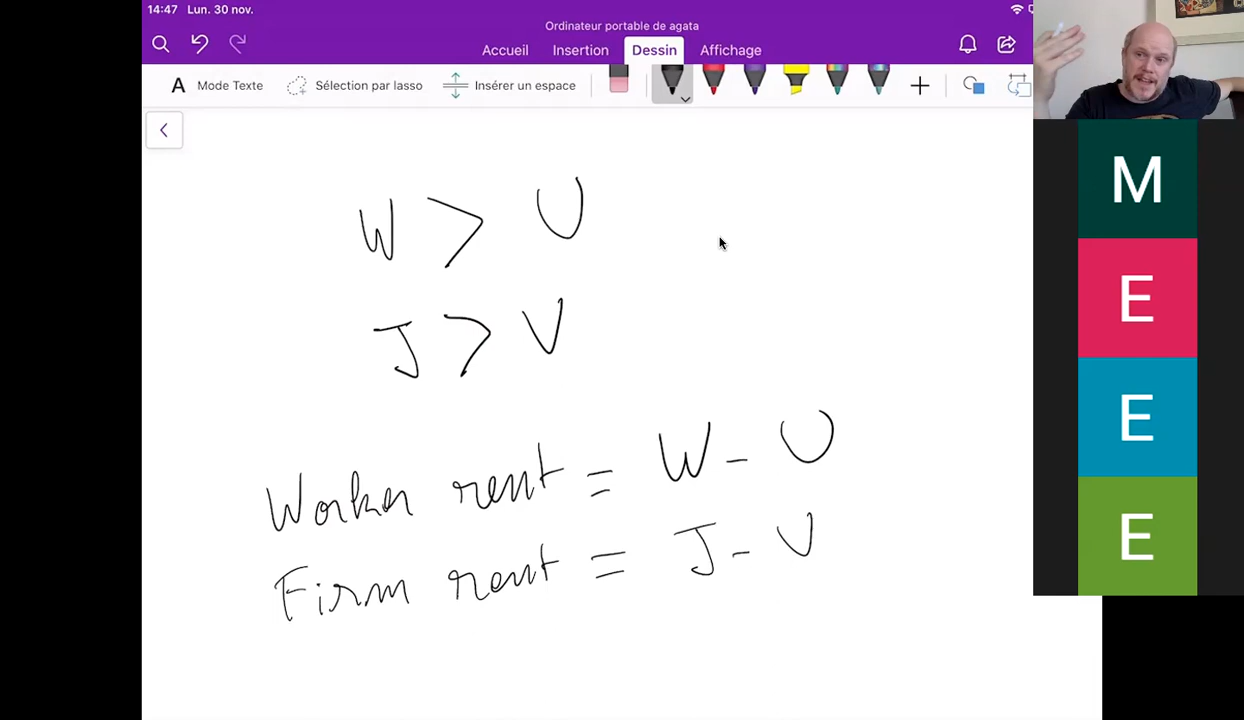 14:47 Lun. 30 nov.
Ordinateur portable de agata
Accueil Insertion Dessin Affichage
A Mode Texte Sélection par lasso Insérer un espace
W > U
J > V
Worker rent = W - U
Firm rent = J - V
M
E
E
E